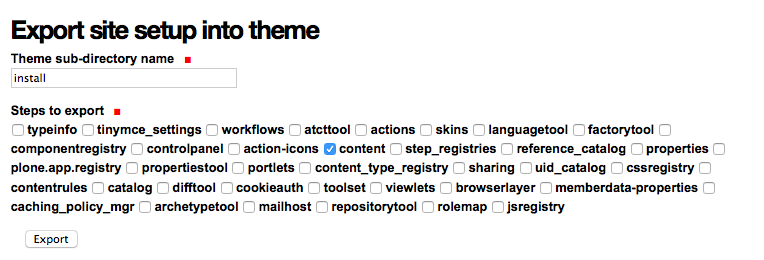 Export site setup into theme
Theme sub-directory name
install
Steps to export
typeinfo tinymce_settings workflows atcttool actions skins languagetool factorytool
componentregistry controlpanel action-icons content step_registries reference_catalog properties
plone.app.registry propertiestool portlets content_type_registry sharing uid_catalog cssregistry
contentrules catalog difftool cookieauth toolset viewlets browserlayer memberdata-properties
caching_policy_mgr archetypetool mailhost repositorytool rolemap jsregistry
Export